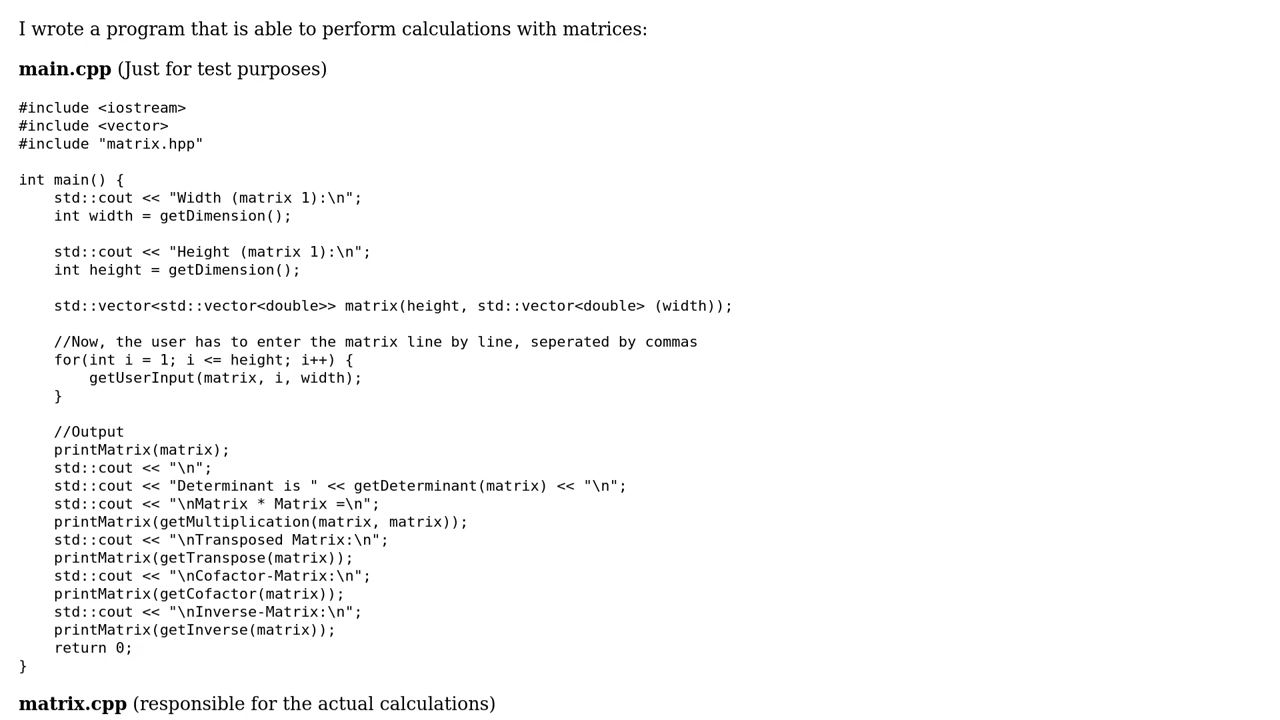 I wrote a program that is able to perform calculations with matrices:
main.cpp (Just for test purposes)
#include <iostream>
#include <vector>
#include "matrix.hpp"
int main() {
    std::cout << "Width (matrix 1):\n";
    int width = getDimension();
    std::cout << "Height (matrix 1):\n";
    int height = getDimension();
    std::vector<std::vector<double>> matrix(height, std::vector<double> (width));
    //Now, the user has to enter the matrix line by line, seperated by commas
    for(int i = 1; i <= height; i++) {
        getUserInput(matrix, i, width);
    }
    //Output
    printMatrix(matrix);
    std::cout << "\n";
    std::cout << "Determinant is " << getDeterminant(matrix) << "\n";
    std::cout << "\nMatrix * Matrix =\n";
    printMatrix(getMultiplication(matrix, matrix));
    std::cout << "\nTransposed Matrix:\n";
    printMatrix(getTranspose(matrix));
    std::cout << "\nCofactor-Matrix:\n";
    printMatrix(getCofactor(matrix));
    std::cout << "\nInverse-Matrix:\n";
    printMatrix(getInverse(matrix));
    return 0;
}
matrix.cpp (responsible for the actual calculations)